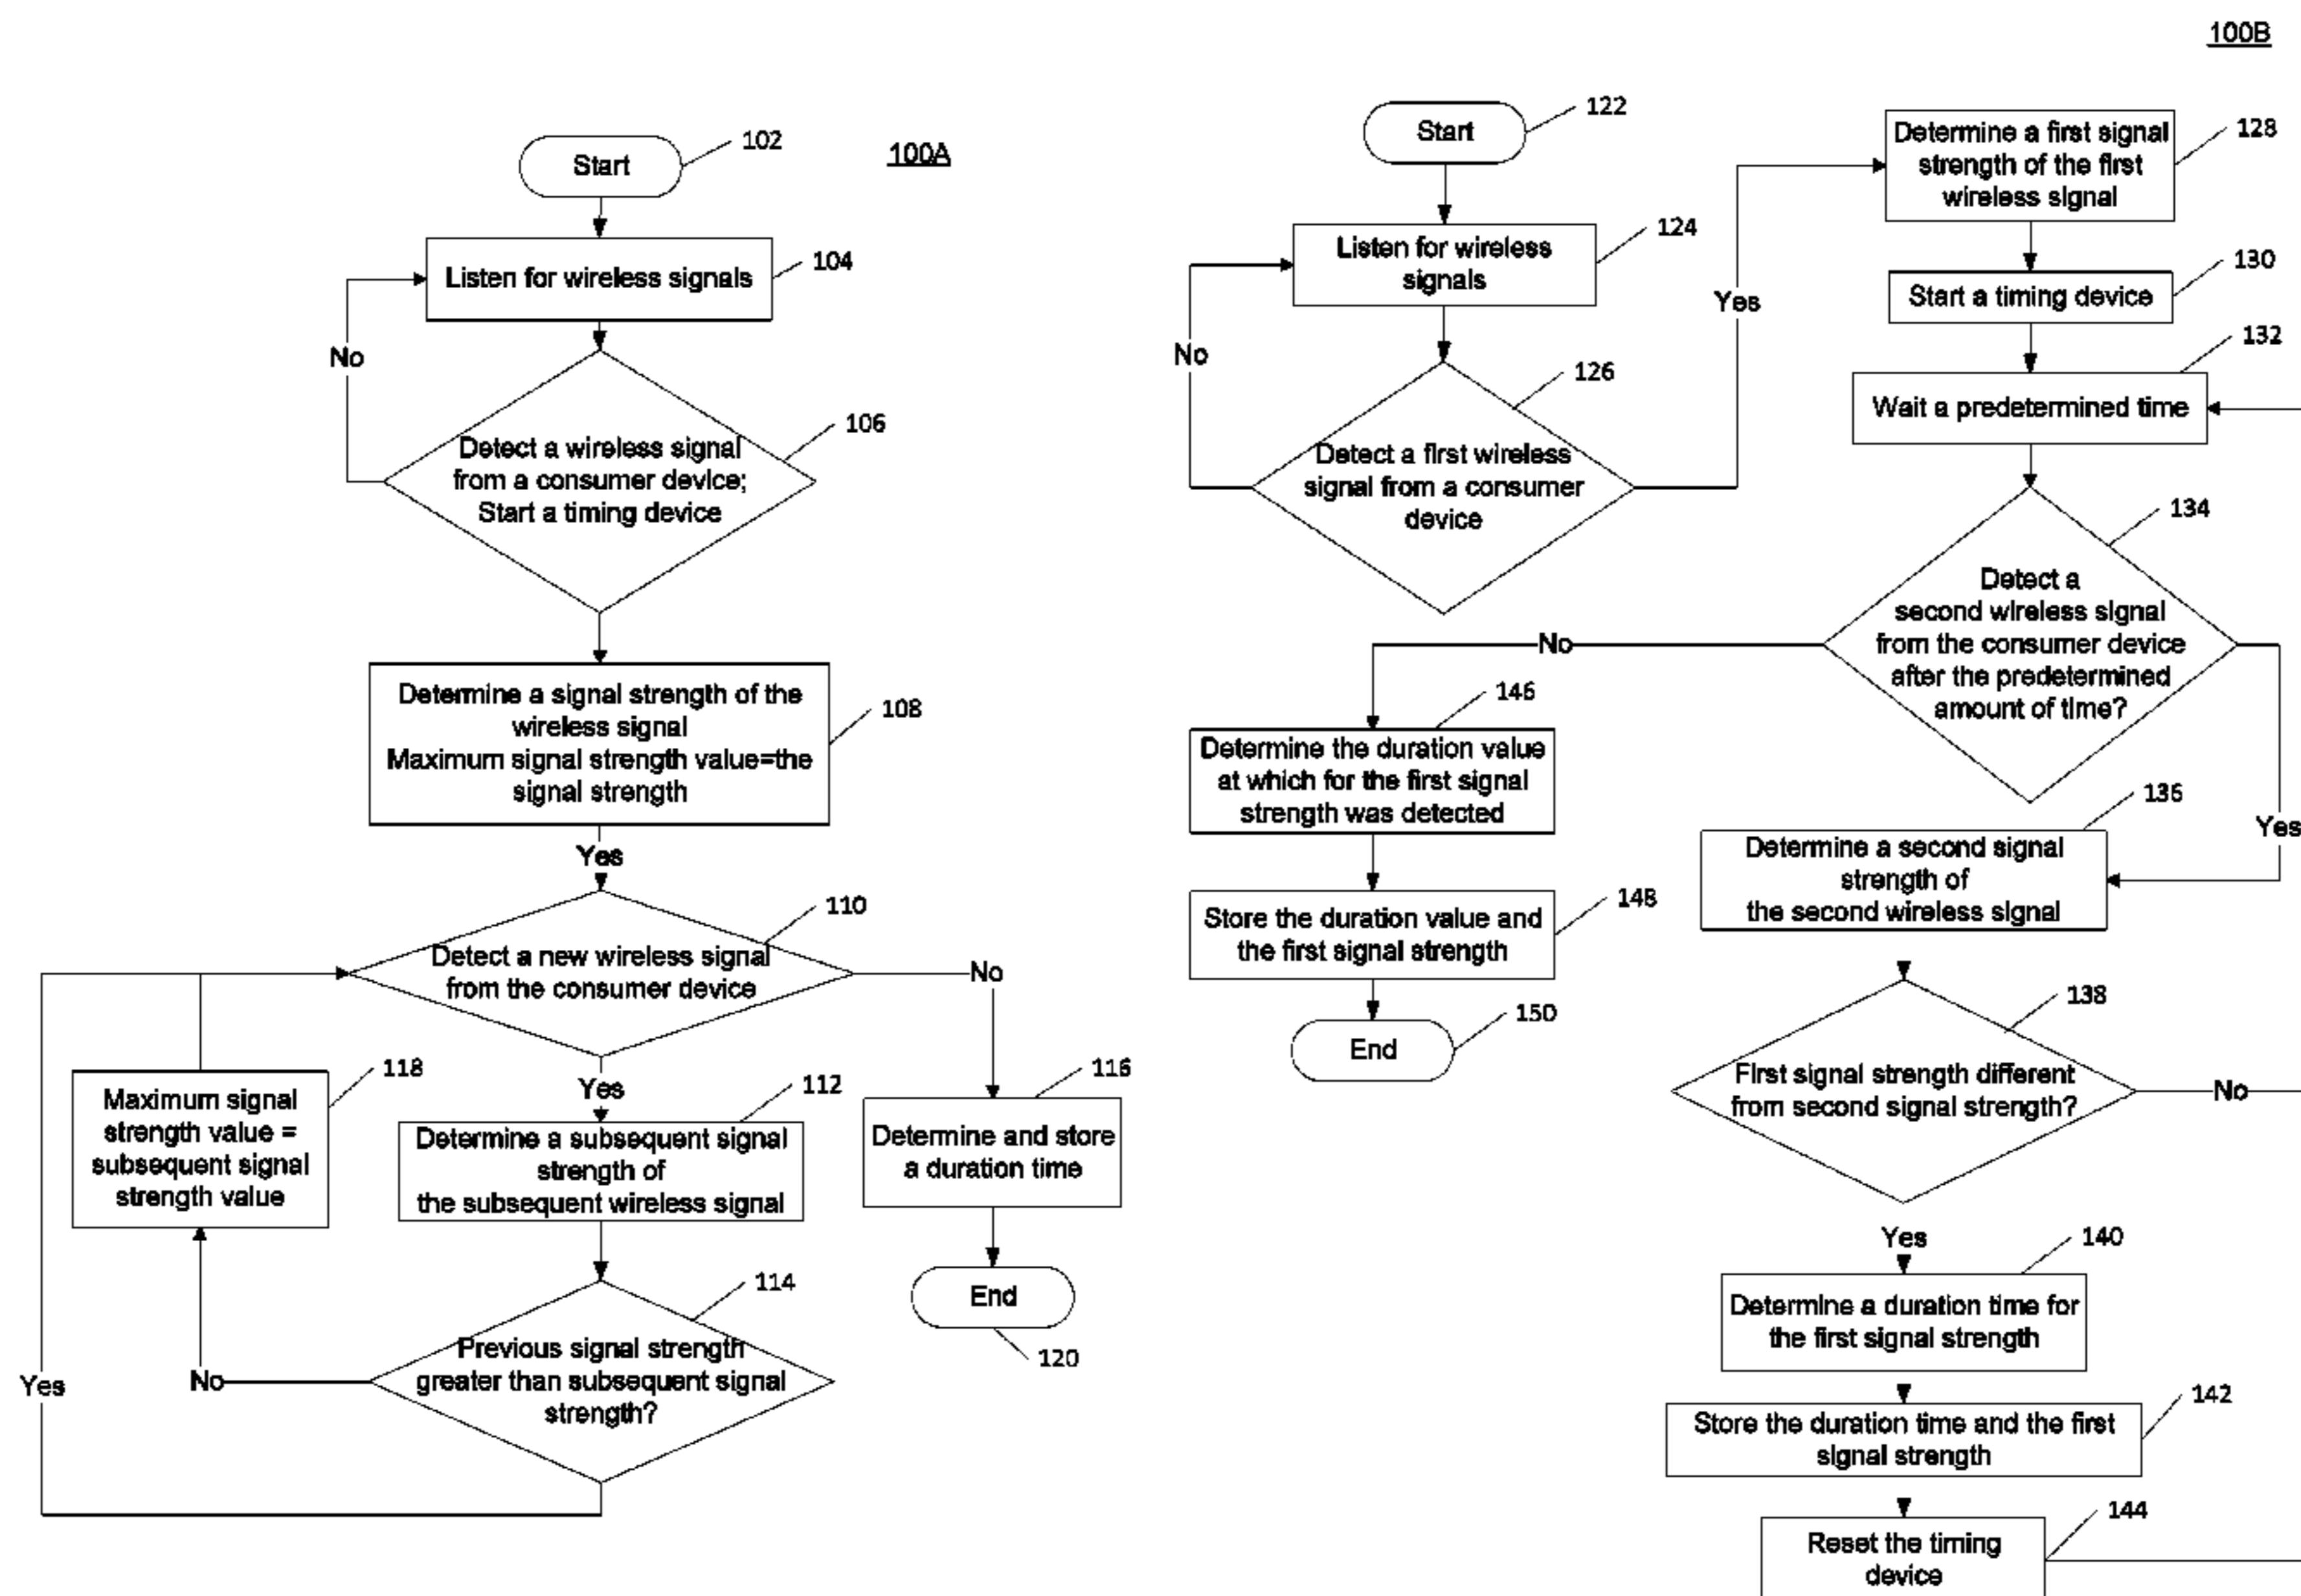 100A
Start
102
Listen for wireless signals
104
No
Detect a wireless signal
from a consumer device;
Start a timing device
106
Determine a signal strength of the
wireless signal
Maximum signal strength value=the
signal strength
108
Yes
Detect a new wireless signal
from the consumer device
110
No
Yes
Determine a subsequent signal
strength of
the subsequent wireless signal
112
Previous signal strength
greater than subsequent signal
strength?
114
Determine and store
a duration time
116
Maximum signal
strength value =
subsequent signal
strength value
118
No
Yes
End
120
100B
Start
122
Listen for wireless
signals
124
No
Detect a first wireless
signal from a consumer
device
126
Yes
Determine a first signal
strength of the first
wireless signal
128
Start a timing device
130
Wait a predetermined time
132
Detect a
second wireless signal
from the consumer device
after the predetermined
amount of time?
134
No
Yes
Determine a second signal
strength of
the second wireless signal
136
First signal strength different
from second signal strength?
138
No
Yes
Determine a duration time for
the first signal strength
140
Store the duration time and the first
signal strength
142
Reset the timing
device
144
Determine the duration value
at which for the first signal
strength was detected
146
Store the duration value and
the first signal strength
148
End
150